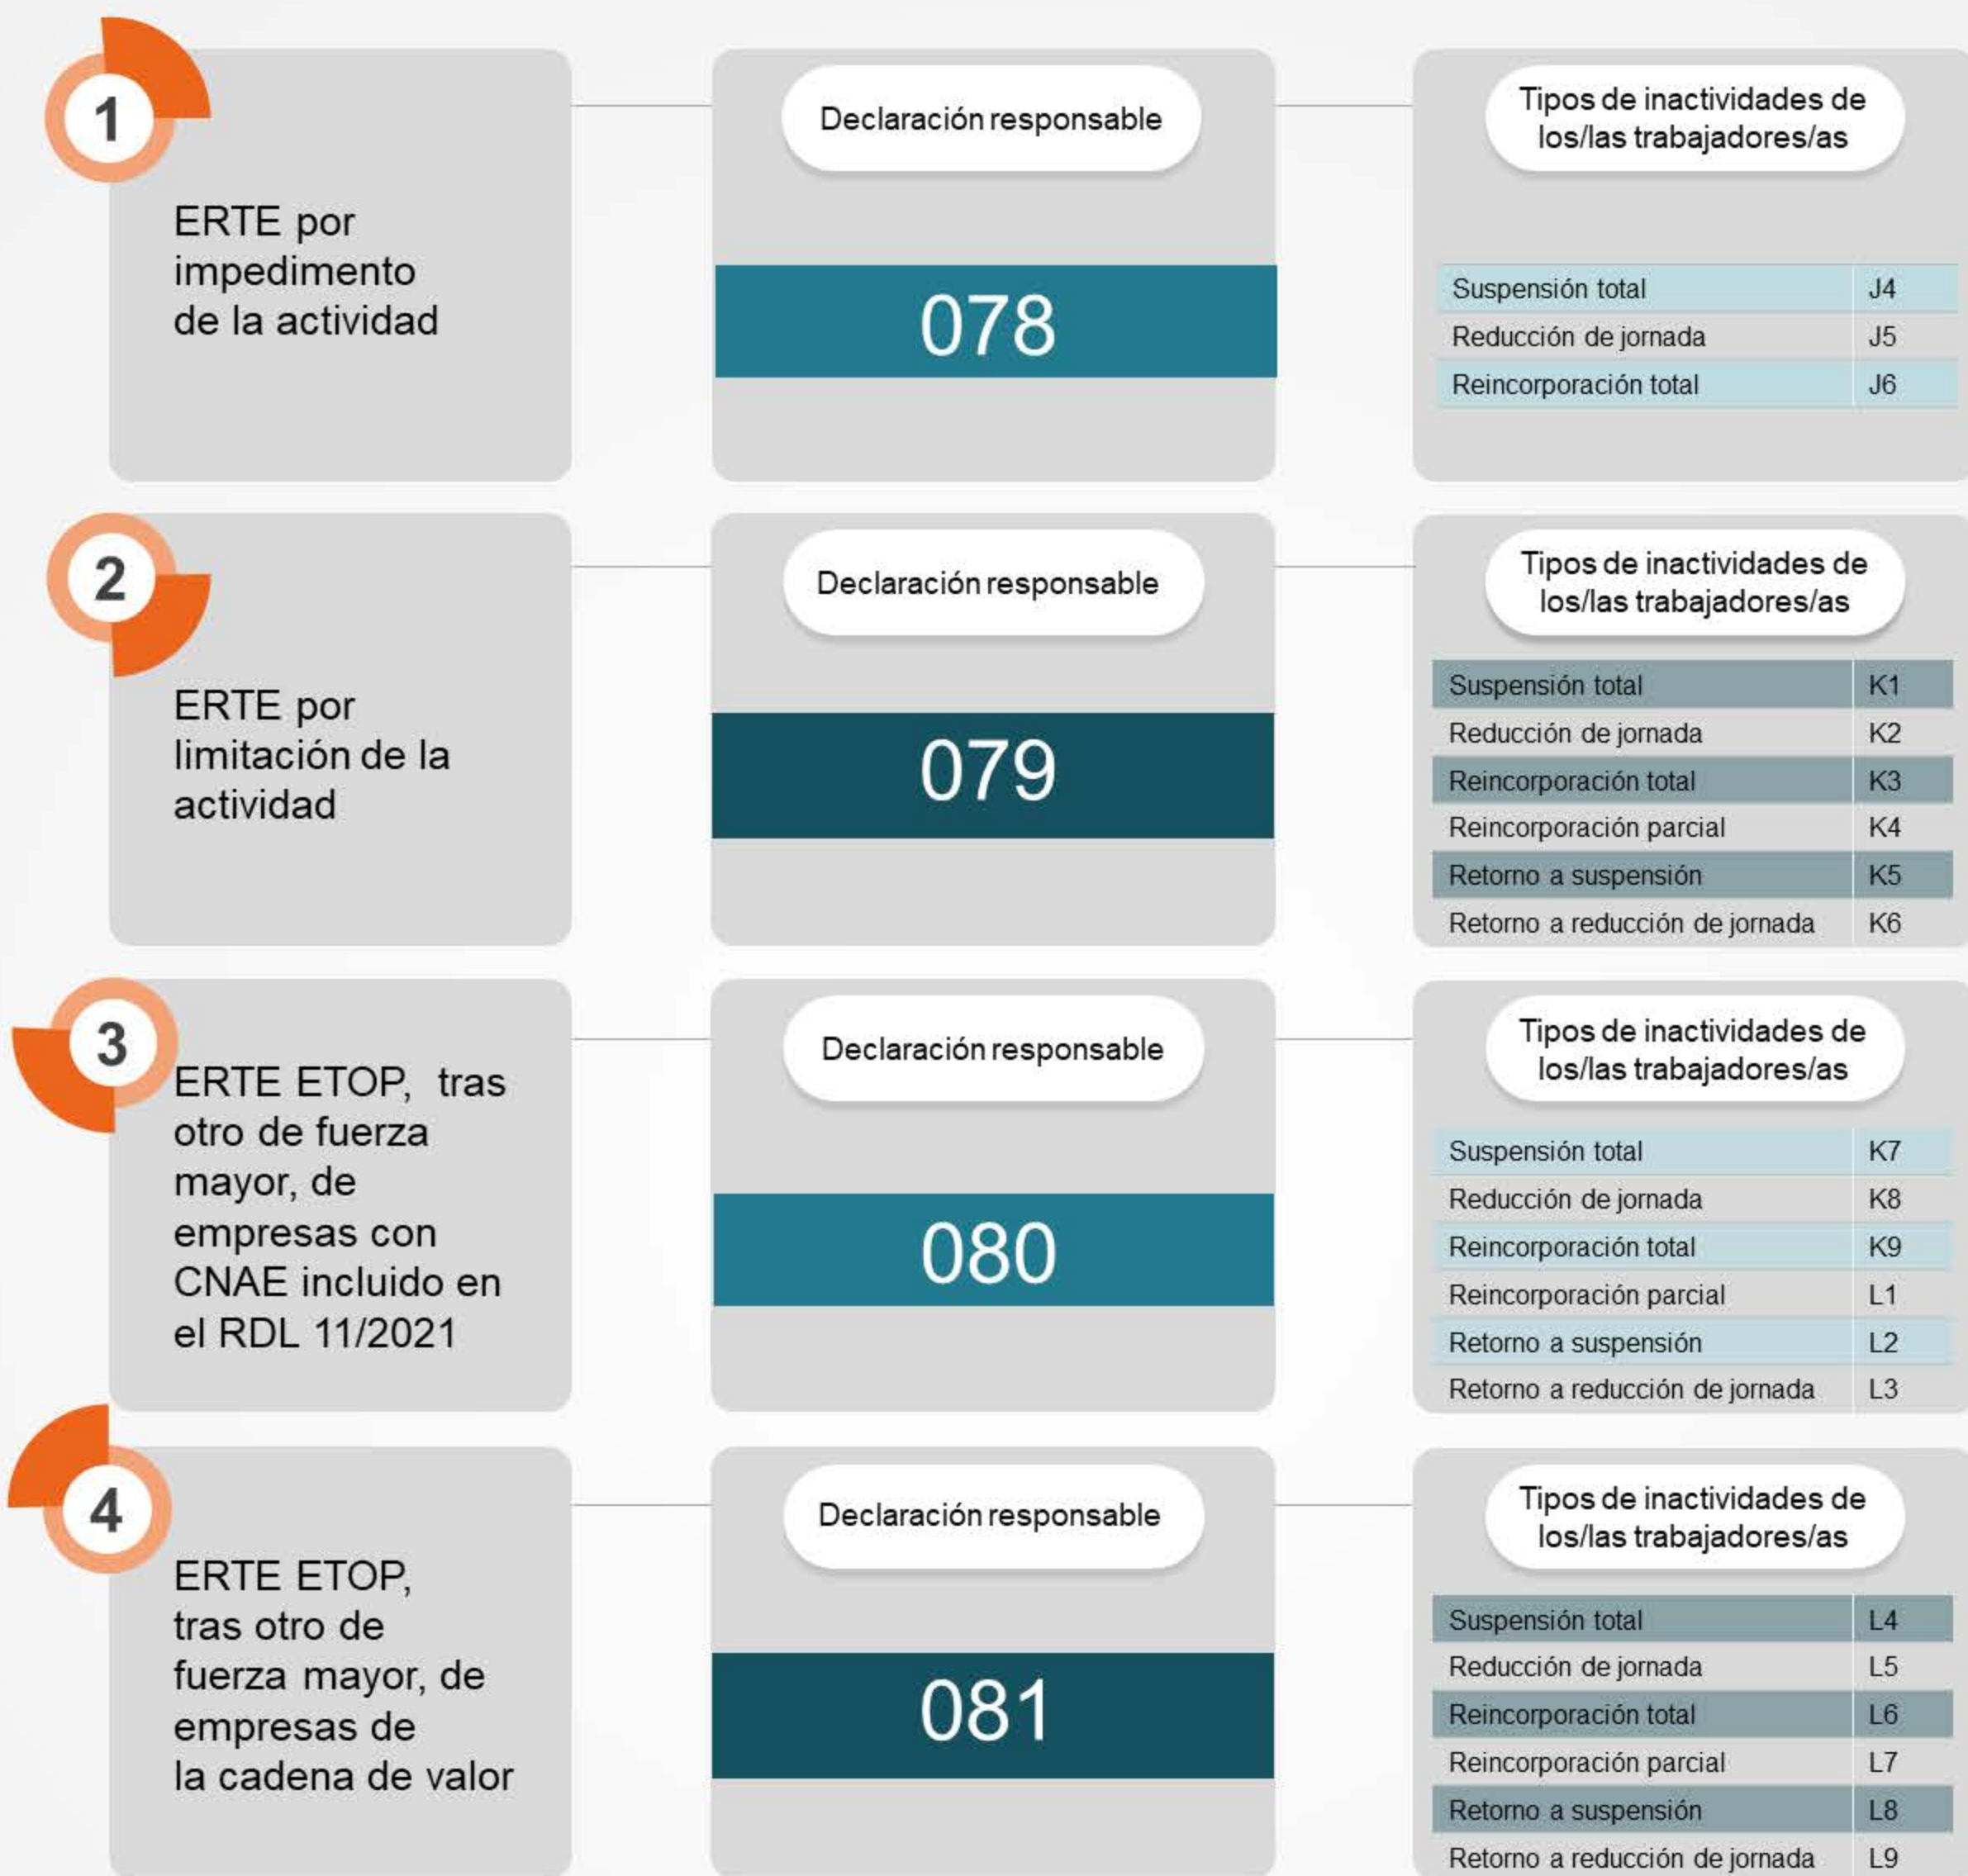 1
ERTE por
impedimento
de la actividad
Declaración responsable
078
Tipos de inactividades de
los/las trabajadores/as
Suspensión total J4
Reducción de jornada J5
Reincorporación total J6
2
ERTE por
limitación de la
actividad
Declaración responsable
079
Tipos de inactividades de
los/las trabajadores/as
Suspensión total K1
Reducción de jornada K2
Reincorporación total K3
Reincorporación parcial K4
Retorno a suspensión K5
Retorno a reducción de jornada K6
3
ERTE ETOP, tras
otro de fuerza
mayor, de
empresas con
CNAE incluido en
el RDL 11/2021
Declaración responsable
080
Tipos de inactividades de
los/las trabajadores/as
Suspensión total K7
Reducción de jornada K8
Reincorporación total K9
Reincorporación parcial L1
Retorno a suspensión L2
Retorno a reducción de jornada L3
4
ERTE ETOP,
tras otro de
fuerza mayor, de
empresas de
la cadena de valor
Declaración responsable
081
Tipos de inactividades de
los/las trabajadores/as
Suspensión total L4
Reducción de jornada L5
Reincorporación total L6
Reincorporación parcial L7
Retorno a suspensión L8
Retorno a reducción de jornada L9